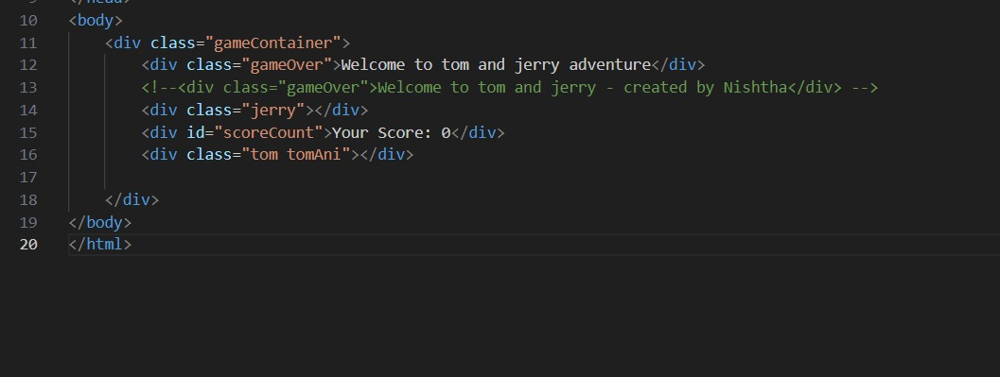 9 </head>
10 <body>
11 <div class="gameContainer">
12 <div class="gameOver">Welcome to tom and jerry adventure</div>
13 <!--<div class="gameOver">Welcome to tom and jerry - created by Nishtha</div> -->
14 <div class="jerry"></div>
15 <div id="scoreCount">Your Score: 0</div>
16 <div class="tom tomAni"></div>
17
18 </div>
19 </body>
20 </html>